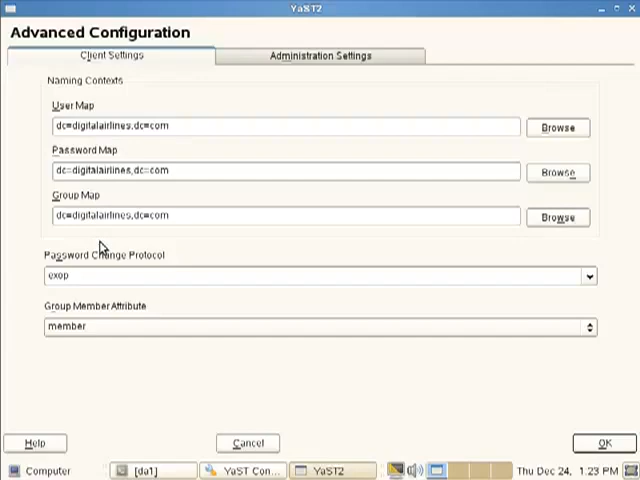 YaST2
Advanced Configuration
Client Settings
Administration Settings
Naming Contexts
User Map
dc=digitalairlines,dc=com
Browse
Password Map
dc=digitalairlines,dc=com
Browse
Group Map
dc=digitalairlines,dc=com
Browse
Password Change Protocol
exop
Group Member Attribute
member
Help
Cancel
OK
Computer
[da1]
YaST Con...
YaST2
Thu Dec 24, 1:23 PM